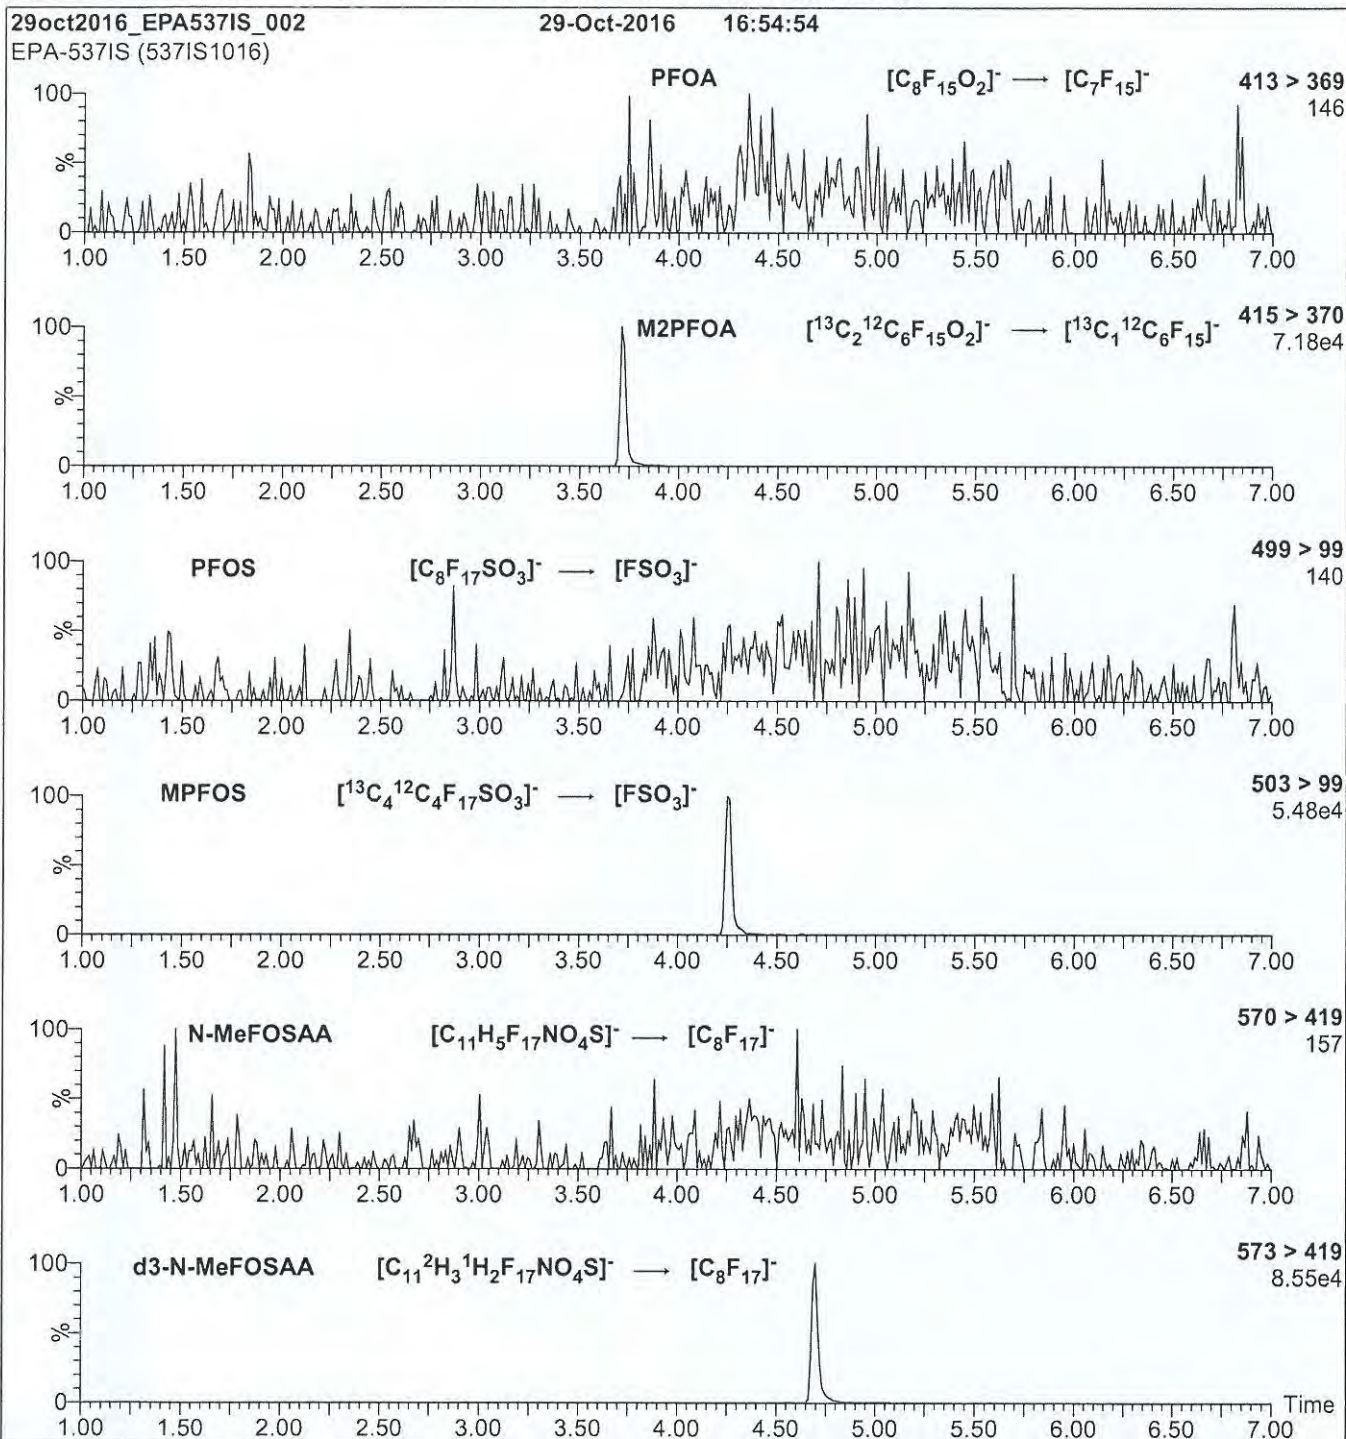 29oct2016_EPA537IS_002 29-Oct-2016 16:54:54
EPA-537IS (537IS1016)
PFOA [C₈F₁₅O₂]⁻ ⟶ [C₇F₁₅]⁻ 413 > 369
146
100
%
0
1.00 1.50 2.00 2.50 3.00 3.50 4.00 4.50 5.00 5.50 6.00 6.50 7.00
M2PFOA [¹³C₂¹²C₆F₁₅O₂]⁻ ⟶ [¹³C₁¹²C₆F₁₅]⁻ 415 > 370
7.18e4
100
%
0
1.00 1.50 2.00 2.50 3.00 3.50 4.00 4.50 5.00 5.50 6.00 6.50 7.00
PFOS [C₈F₁₇SO₃]⁻ ⟶ [FSO₃]⁻ 499 > 99
140
100
%
0
1.00 1.50 2.00 2.50 3.00 3.50 4.00 4.50 5.00 5.50 6.00 6.50 7.00
MPFOS [¹³C₄¹²C₄F₁₇SO₃]⁻ ⟶ [FSO₃]⁻ 503 > 99
5.48e4
100
%
0
1.00 1.50 2.00 2.50 3.00 3.50 4.00 4.50 5.00 5.50 6.00 6.50 7.00
N-MeFOSAA [C₁₁H₅F₁₇NO₄S]⁻ ⟶ [C₈F₁₇]⁻ 570 > 419
157
100
%
0
1.00 1.50 2.00 2.50 3.00 3.50 4.00 4.50 5.00 5.50 6.00 6.50 7.00
d3-N-MeFOSAA [C₁₁²H₃¹H₂F₁₇NO₄S]⁻ ⟶ [C₈F₁₇]⁻ 573 > 419
8.55e4
100
%
0
Time
1.00 1.50 2.00 2.50 3.00 3.50 4.00 4.50 5.00 5.50 6.00 6.50 7.00